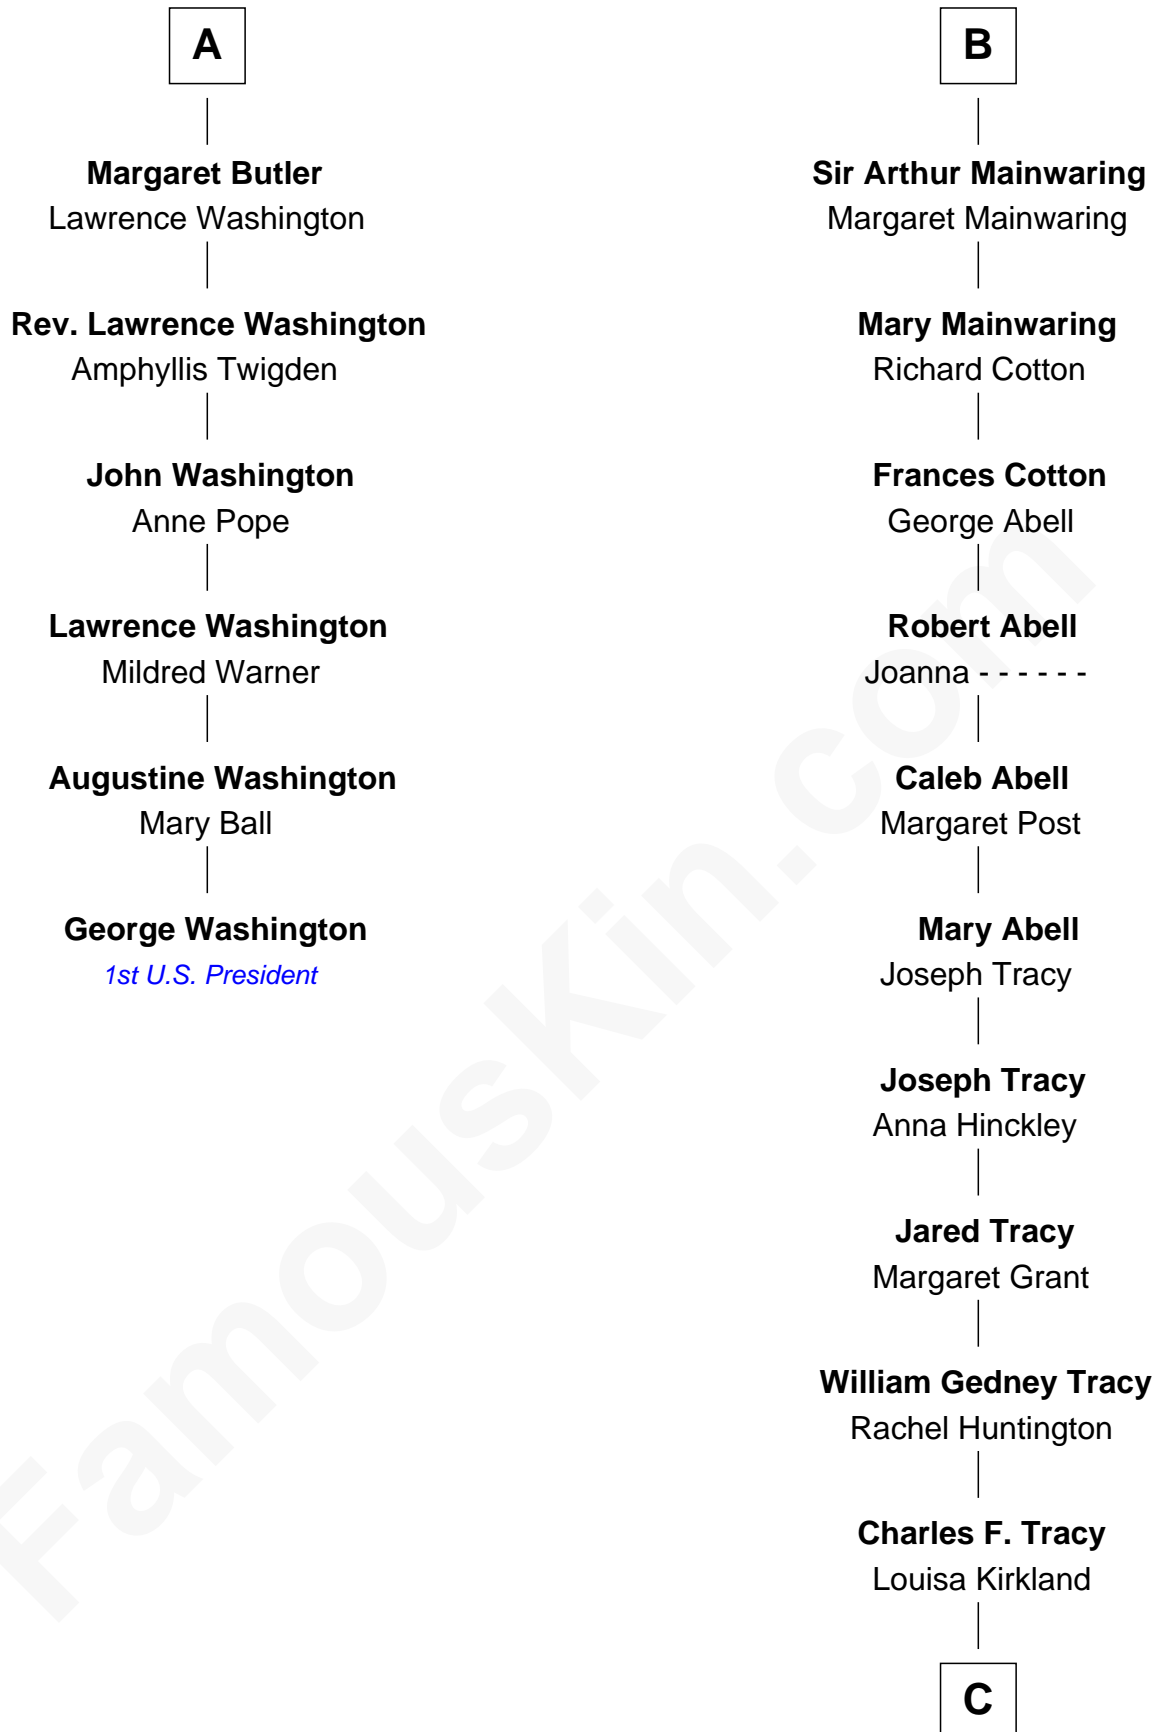 A
Margaret Butler
Lawrence Washington
Rev. Lawrence Washington
Amphyllis Twigden
John Washington
Anne Pope
Lawrence Washington
Mildred Warner
Augustine Washington
Mary Ball
George Washington
1st U.S. President
B
Sir Arthur Mainwaring
Margaret Mainwaring
Mary Mainwaring
Richard Cotton
Frances Cotton
George Abell
Robert Abell
Joanna - - - - - -
Caleb Abell
Margaret Post
Mary Abell
Joseph Tracy
Joseph Tracy
Anna Hinckley
Jared Tracy
Margaret Grant
William Gedney Tracy
Rachel Huntington
Charles F. Tracy
Louisa Kirkland
C
FamousKin.com